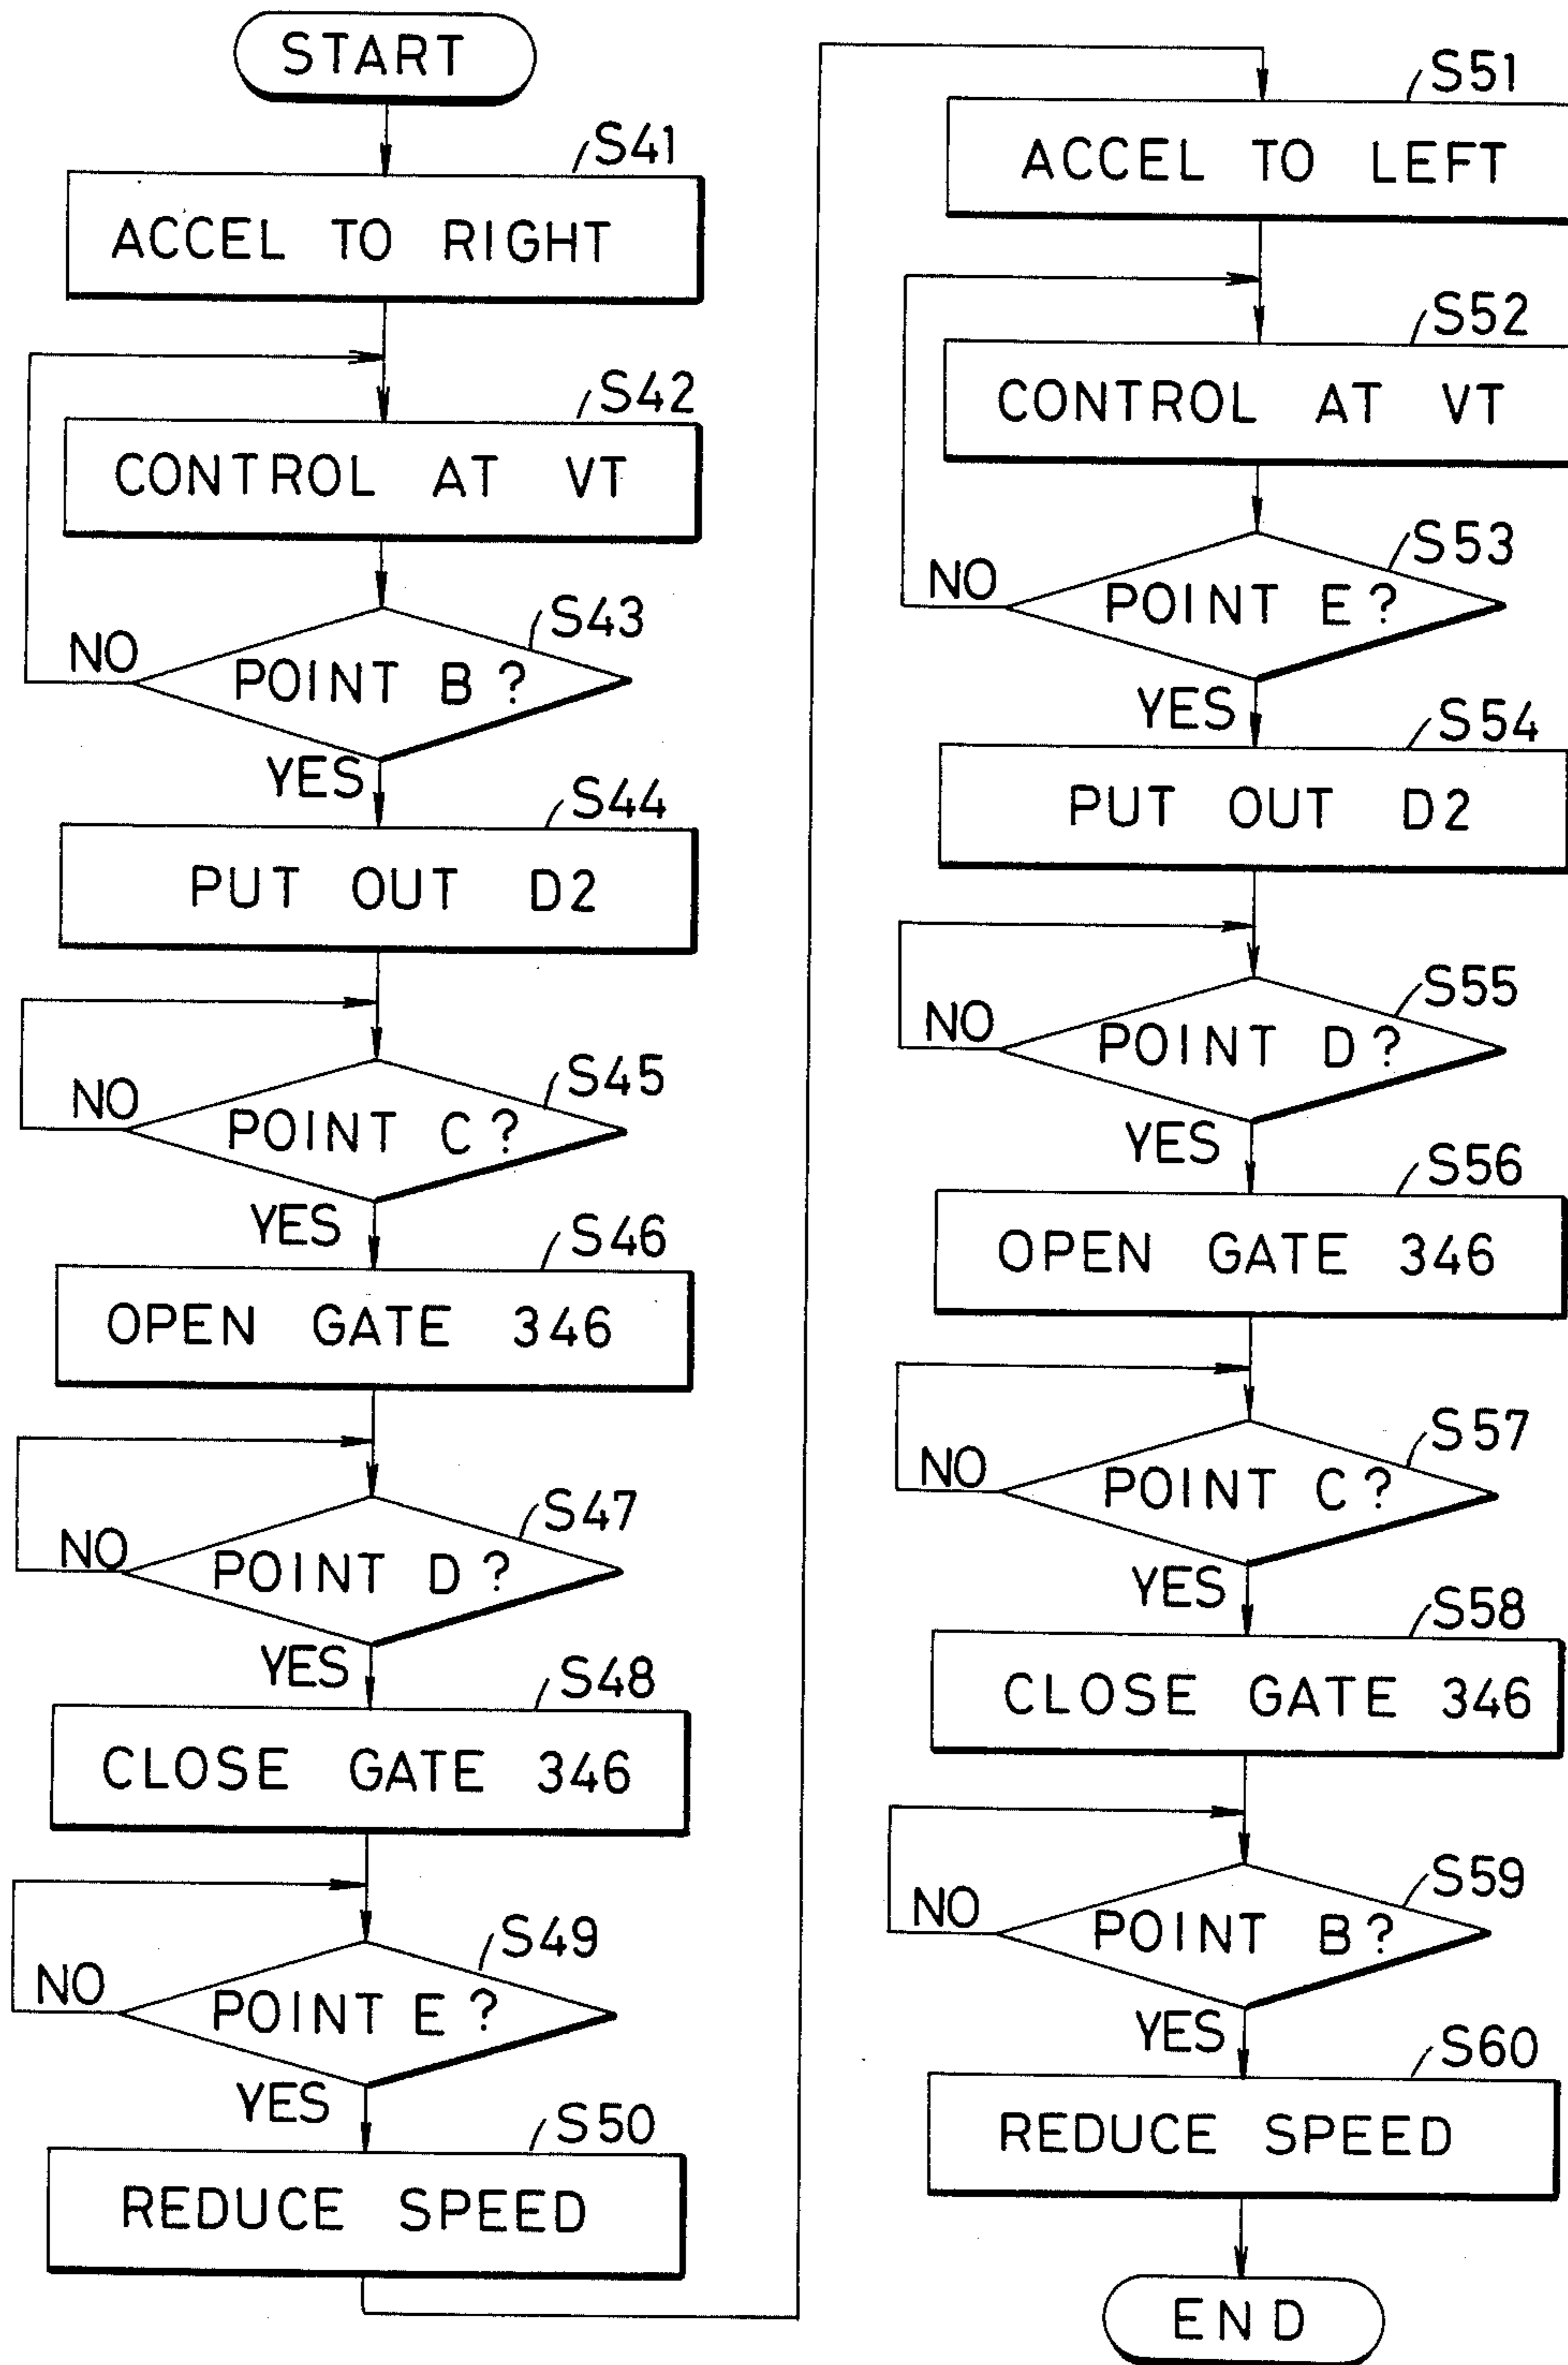 START
S41
ACCEL TO RIGHT
S42
CONTROL AT VT
S43
NO
POINT B?
YES
S44
PUT OUT D2
S45
NO
POINT C?
YES
S46
OPEN GATE 346
S47
NO
POINT D?
YES
S48
CLOSE GATE 346
S49
NO
POINT E?
YES
S50
REDUCE SPEED
S51
ACCEL TO LEFT
S52
CONTROL AT VT
S53
NO
POINT E?
YES
S54
PUT OUT D2
S55
NO
POINT D?
YES
S56
OPEN GATE 346
S57
NO
POINT C?
YES
S58
CLOSE GATE 346
S59
NO
POINT B?
YES
S60
REDUCE SPEED
END